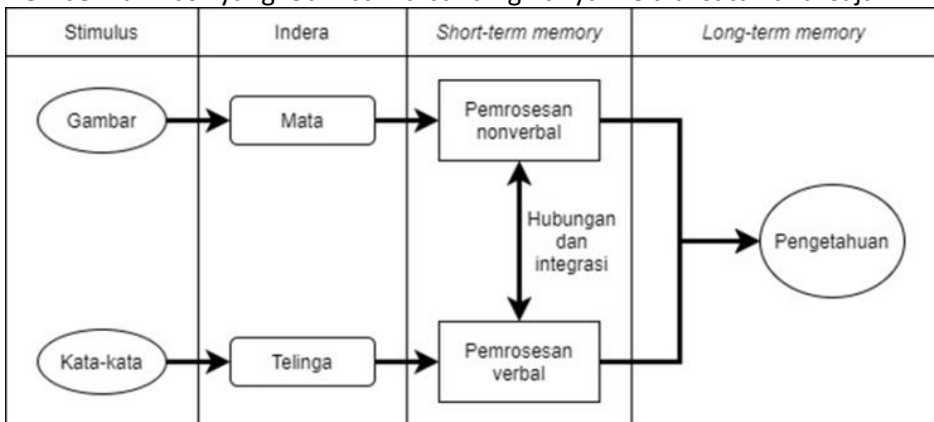 Stimulus
Indera
Short-term memory
Long-term memory
Gambar
Mata
Pemrosesan
nonverbal
Hubungan
dan
integrasi
Pengetahuan
Kata-kata
Telinga
Pemrosesan
verbal